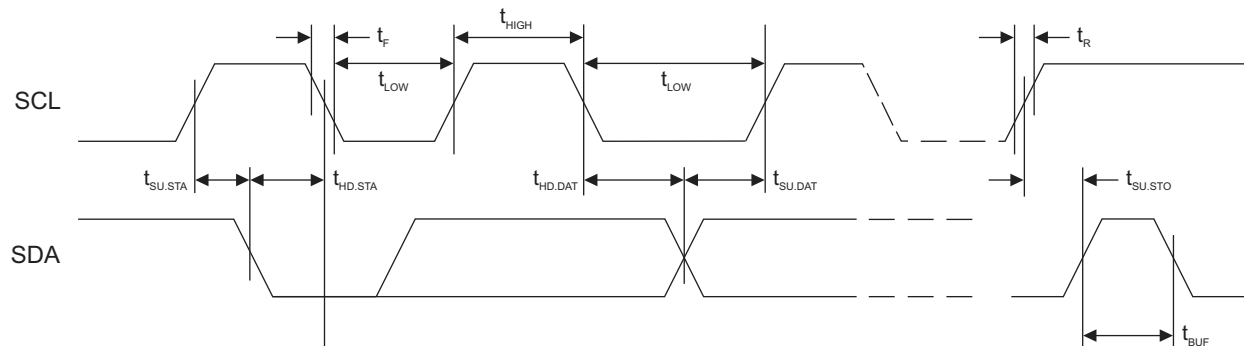 t_HIGH
t_F
t_R
t_LOW
t_LOW
SCL
t_SU.STA
t_HD.STA
t_HD.DAT
t_SU.DAT
t_SU.STO
SDA
t_BUF